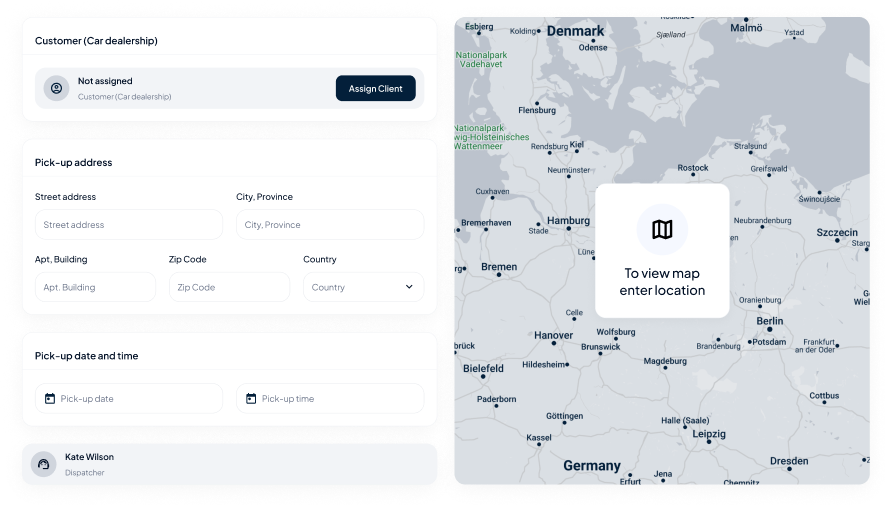 Customer (Car dealership)
Not assigned
Customer (Car dealership)
Assign Client
Pick-up address
Street address
City, Province
Street address
City, Province
Apt, Building
Zip Code
Country
Apt. Building
Zip Code
Country
Pick-up date and time
Pick-up date
Pick-up time
Kate Wilson
Dispatcher
Esbjerg
Kolding
Denmark
Odense
Sjælland
Malmö
Ystad
Nationalpark
Vadehavet
Flensburg
Nationalpark
wig-Holsteinisches
Wattenmeer
Rendsburg
Kiel
Neumünster
Stralsund
Rostock
Greifswald
Cuxhaven
Świnoujście
Bremerhaven
Stade
Hamburg
Neubrandenburg
Szczecin
Starg
Lüne
en
rg
Bremen
To view map
enter location
Celle
Oranienburg
Go
Wiel
Berlin
Hanover
Wolfsburg
Brunswick
Brandenburg
Potsdam
Frankfurt
an der Oder
brück
Hildesheim
Magdeburg
Bielefeld
Paderborn
Cottbus
Göttingen
Halle (Saale)
Kassel
Leipzig
Germany
Erfurt
Jena
Chemnitz
Dresden
Z